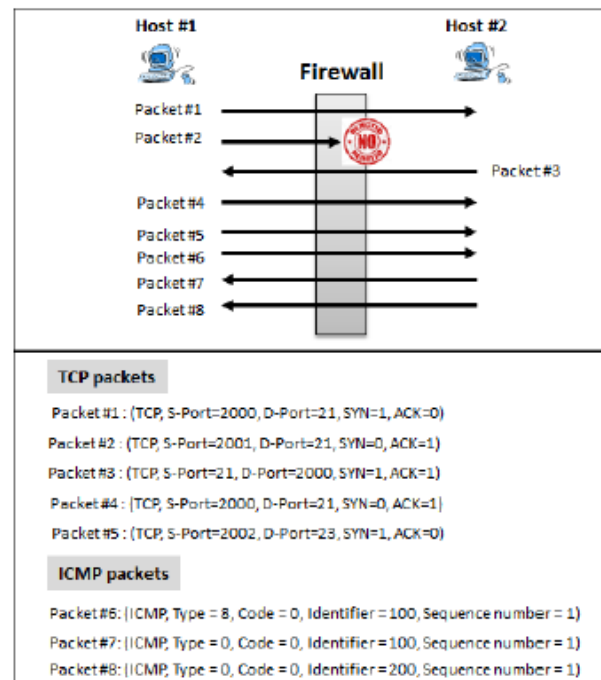 Host #1
Host #2
Firewall
Packet#1
Packet#2
NO
Packet#3
Packet#4
Packet#5
Packet#6
Packet#7
Packet#8
TCP packets
Packet #1 : (TCP, S-Port=2000, D-Port=21, SYN=1, ACK=0)
Packet #2 : (TCP, S-Port=2001, D-Port=21, SYN=0, ACK=1)
Packet #3 : (TCP, S-Port=21, D-Port=2000, SYN=1, ACK=1)
Packet #4 : (TCP, S-Port=2000, D-Port=21, SYN=0, ACK=1)
Packet #5 : (TCP, S-Port=2002, D-Port=23, SYN=1, ACK=0)
ICMP packets
Packet #6: (ICMP, Type = 8, Code = 0, Identifier = 100, Sequence number = 1)
Packet #7: (ICMP, Type = 0, Code = 0, Identifier = 100, Sequence number = 1)
Packet #8: (ICMP, Type = 0, Code = 0, Identifier = 200, Sequence number = 1)